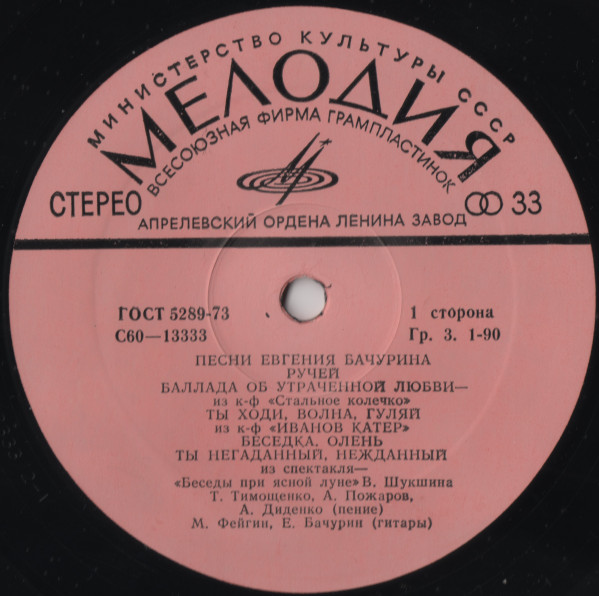 МИНИСТЕРСТВО КУЛЬТУРЫ СССР
МЕЛОДИЯ
ВСЕСОЮЗНАЯ ФИРМА ГРАМПЛАСТИНОК
СТЕРЕО
33
АПРЕЛЕВСКИЙ ОРДЕНА ЛЕНИНА ЗАВОД
ГОСТ 5289-73
1 сторона
С60—13333
Гр. 3. 1-90
ПЕСНИ ЕВГЕНИЯ БАЧУРИНА
РУЧЕЙ
БАЛЛАДА ОБ УТРАЧЕННОЙ ЛЮБВИ—
из к-ф «Стальное колечко»
ТЫ ХОДИ, ВОЛНА, ГУЛЯЙ
из к-ф «ИВАНОВ КАТЕР»
БЕСЕДКА. ОЛЕНЬ
ТЫ НЕГАДАННЫЙ, НЕЖДАННЫЙ
из спектакля—
«Беседы при ясной луне» В. Шукшина
Т. Тимощенко, А. Пожаров,
А. Диденко (пение)
М. Фейгин, Е. Бачурин (гитары)